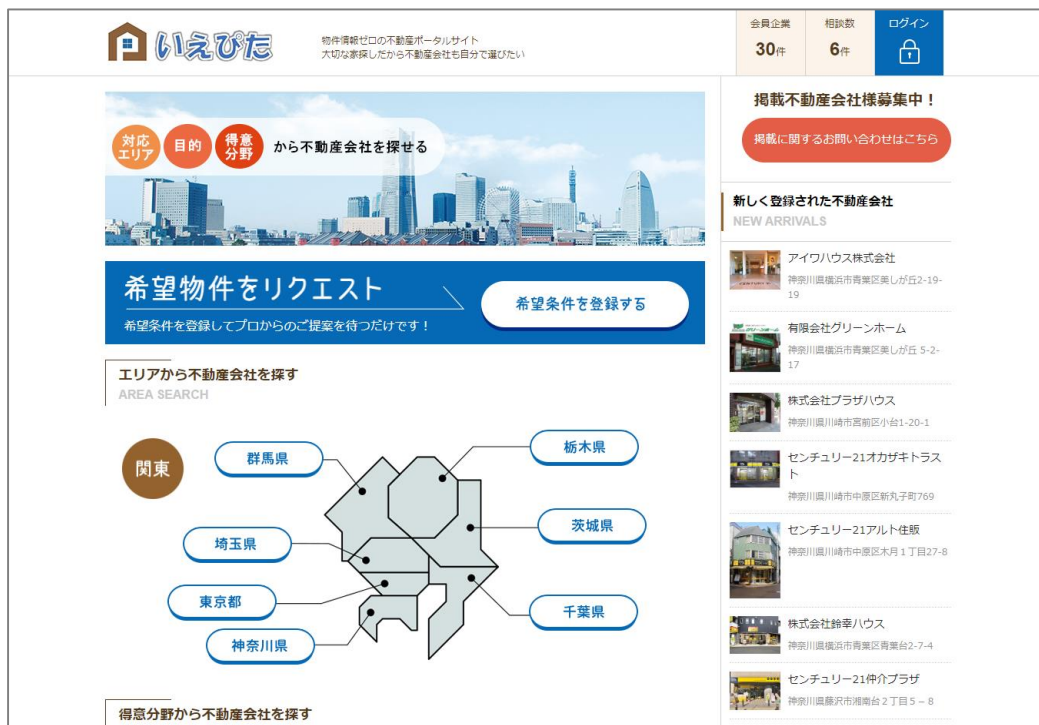 いえぴた
物件情報ゼロの不動産ポータルサイト
大切な家探しだから不動産会社も自分で選びたい
会員企業
30件
相談数
6件
ログイン
対応
エリア
目的
得意
分野
から不動産会社を探せる
希望物件をリクエスト
希望条件を登録してプロからのご提案を待つだけです！
希望条件を登録する
エリアから不動産会社を探す
AREA SEARCH
関東
群馬県
栃木県
茨城県
埼玉県
東京都
千葉県
神奈川県
得意分野から不動産会社を探す
掲載不動産会社様募集中！
掲載に関するお問い合わせはこちら
新しく登録された不動産会社
NEW ARRIVALS
アイワハウス株式会社
神奈川県横浜市青葉区美しが丘2-19-
19
有限会社グリーンホーム
神奈川県横浜市青葉区美しが丘 5-2-
17
株式会社プラザハウス
神奈川県川崎市宮前区小台1-20-1
センチュリー21オカザキトラス
ト
神奈川県川崎市中原区新丸子町769
センチュリー21アルト住販
神奈川県川崎市中原区木月１丁目27-8
株式会社鈴幸ハウス
神奈川県横浜市青葉区青葉台2-7-4
センチュリー21仲介プラザ
神奈川県藤沢市湘南台２丁目５－８